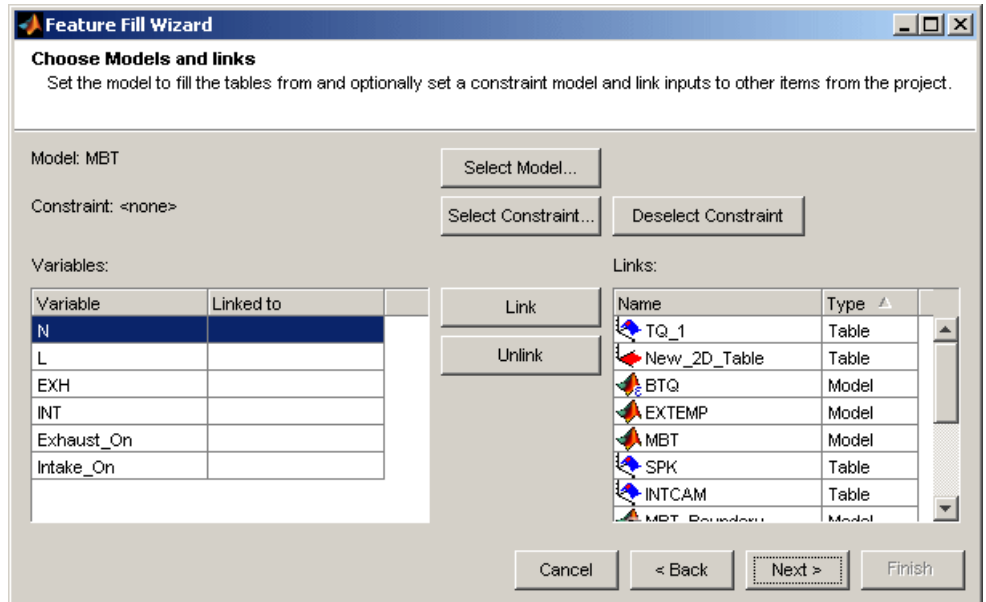 Feature Fill Wizard
Choose Models and links
Set the model to fill the tables from and optionally set a constraint model and link inputs to other items from the project.
Model: MBT
Select Model...
Constraint: <none>
Select Constraint...
Deselect Constraint
Variables:
Links:
Variable Linked to
N
L
EXH
INT
Exhaust_On
Intake_On
Link
Unlink
Name Type
TQ_1 Table
New_2D_Table Table
BTQ Model
EXTEMP Model
MBT Model
SPK Table
INTCAM Table
MBT_Boundary Model
Cancel
< Back
Next >
Finish